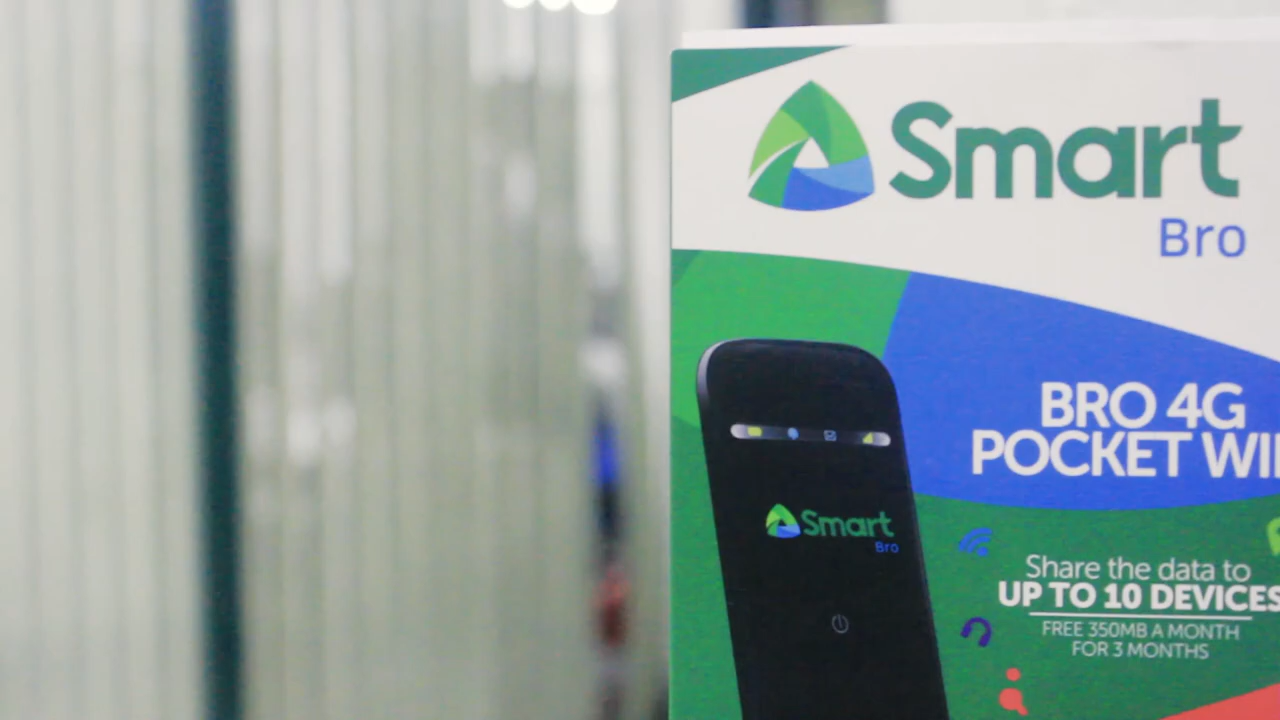 Smart
Bro
BRO 4G
POCKET WI
Smart
Bro
Share the data to
UP TO 10 DEVICES
FREE 350MB A MONTH
FOR 3 MONTHS